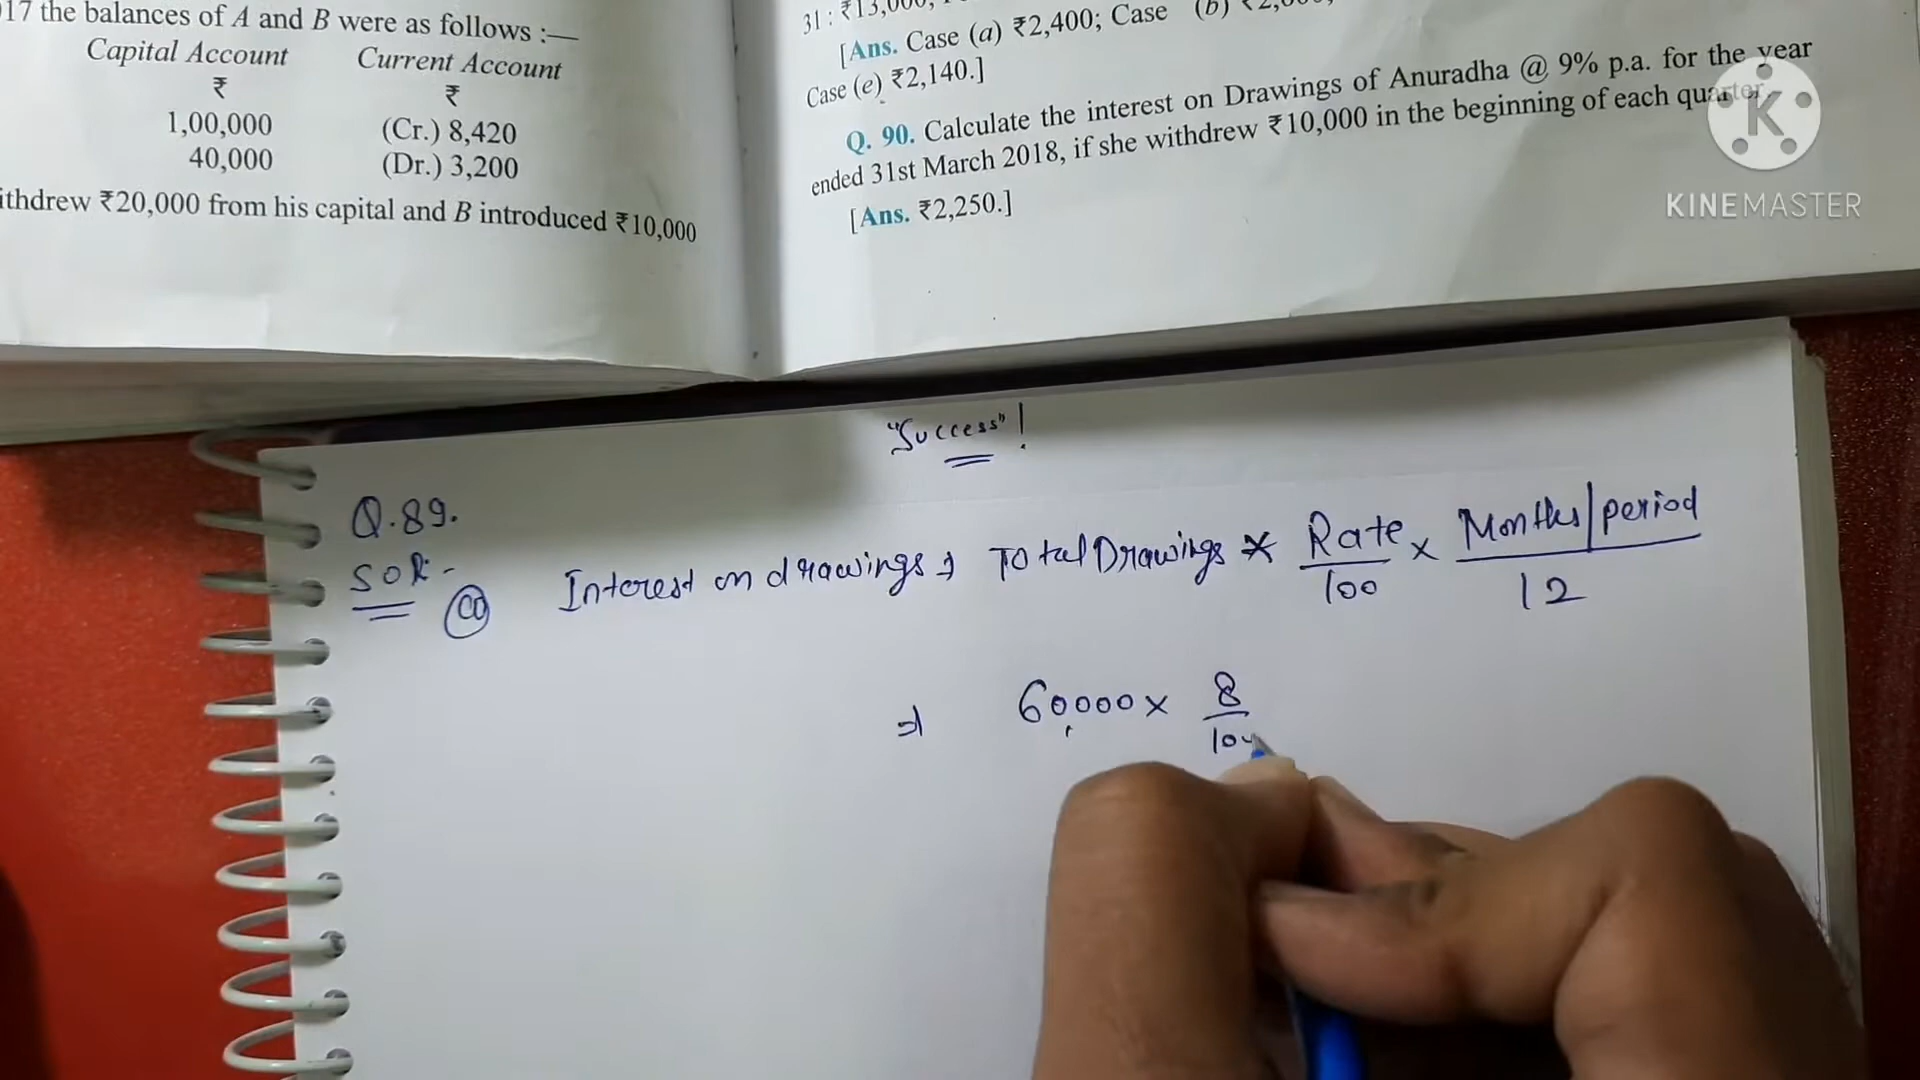 17 the balances of A and B were as follows :—
Capital Account Current Account
₹ ₹
1,00,000 (Cr.) 8,420
40,000 (Dr.) 3,200
ithdrew ₹20,000 from his capital and B introduced ₹10,000
31 : ₹13,000,
[Ans. Case (a) ₹2,400; Case (b)
Case (e) ₹2,140.]
Q. 90. Calculate the interest on Drawings of Anuradha @ 9% p.a. for the year
ended 31st March 2018, if she withdrew ₹10,000 in the beginning of each quarter.
[Ans. ₹2,250.]
K
KINEMASTER
"Success"!
Q.89.
Sol-
(a) Interest on drawings ⇒ Total Drawings × Rate/100 × Months/period/12
⇒ 60,000 × 8/100